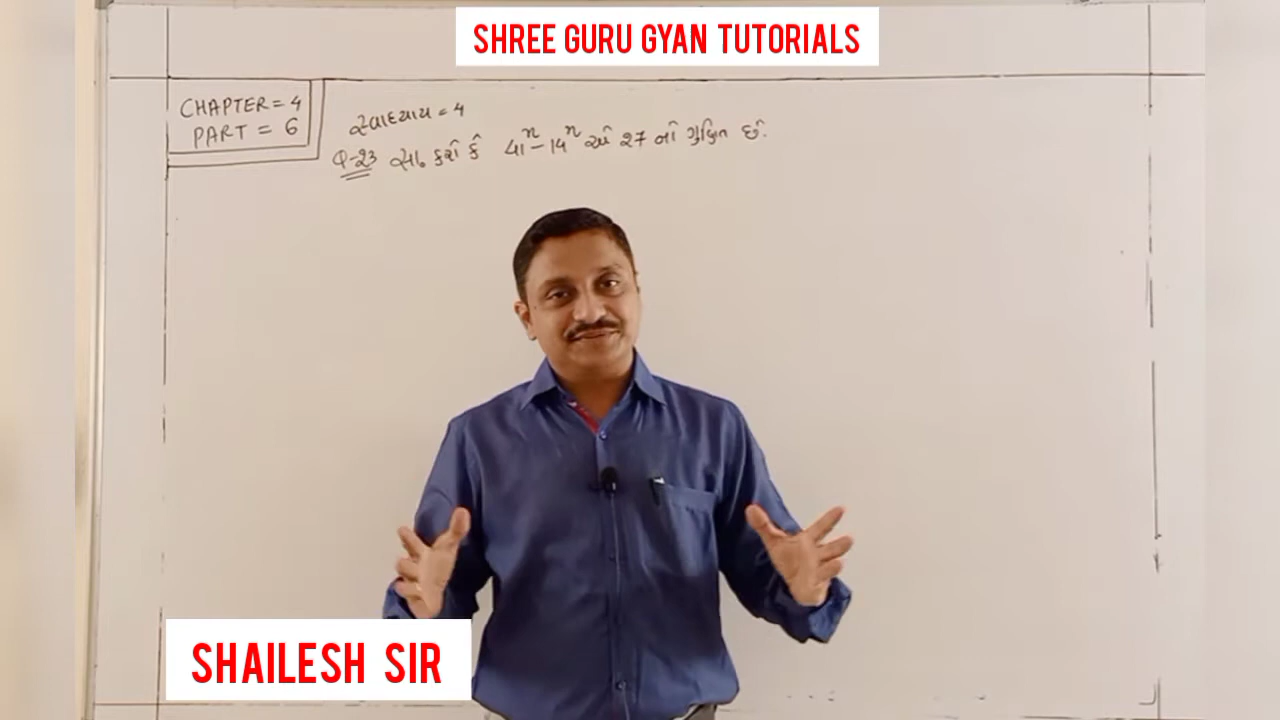 SHREE GURU GYAN TUTORIALS
CHAPTER = 4
PART = 6
સ્વાધ્યાય = 4
Q-23 સાબિત કરો કે 41ⁿ - 14ⁿ એ 27 નો ગુણિત છે.
SHAILESH SIR